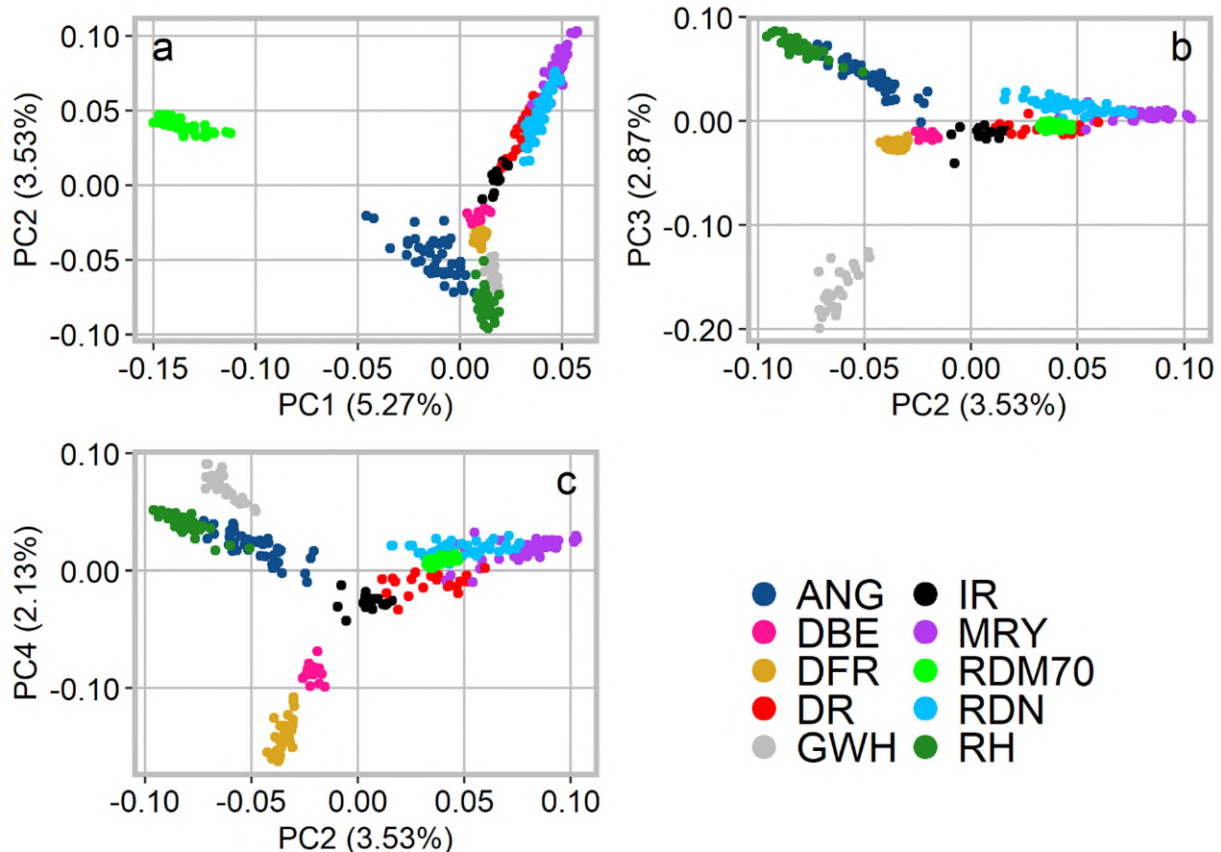 a
0.10
0.05
0.00
-0.05
-0.10
PC2 (3.53%)
-0.15 -0.10 -0.05 0.00 0.05
PC1 (5.27%)
b
0.10
0.00
-0.10
-0.20
PC3 (2.87%)
-0.10 -0.05 0.00 0.05 0.10
PC2 (3.53%)
c
0.10
0.00
-0.10
PC4 (2.13%)
-0.10 -0.05 0.00 0.05 0.10
PC2 (3.53%)
ANG IR
DBE MRY
DFR RDM70
DR RDN
GWH RH